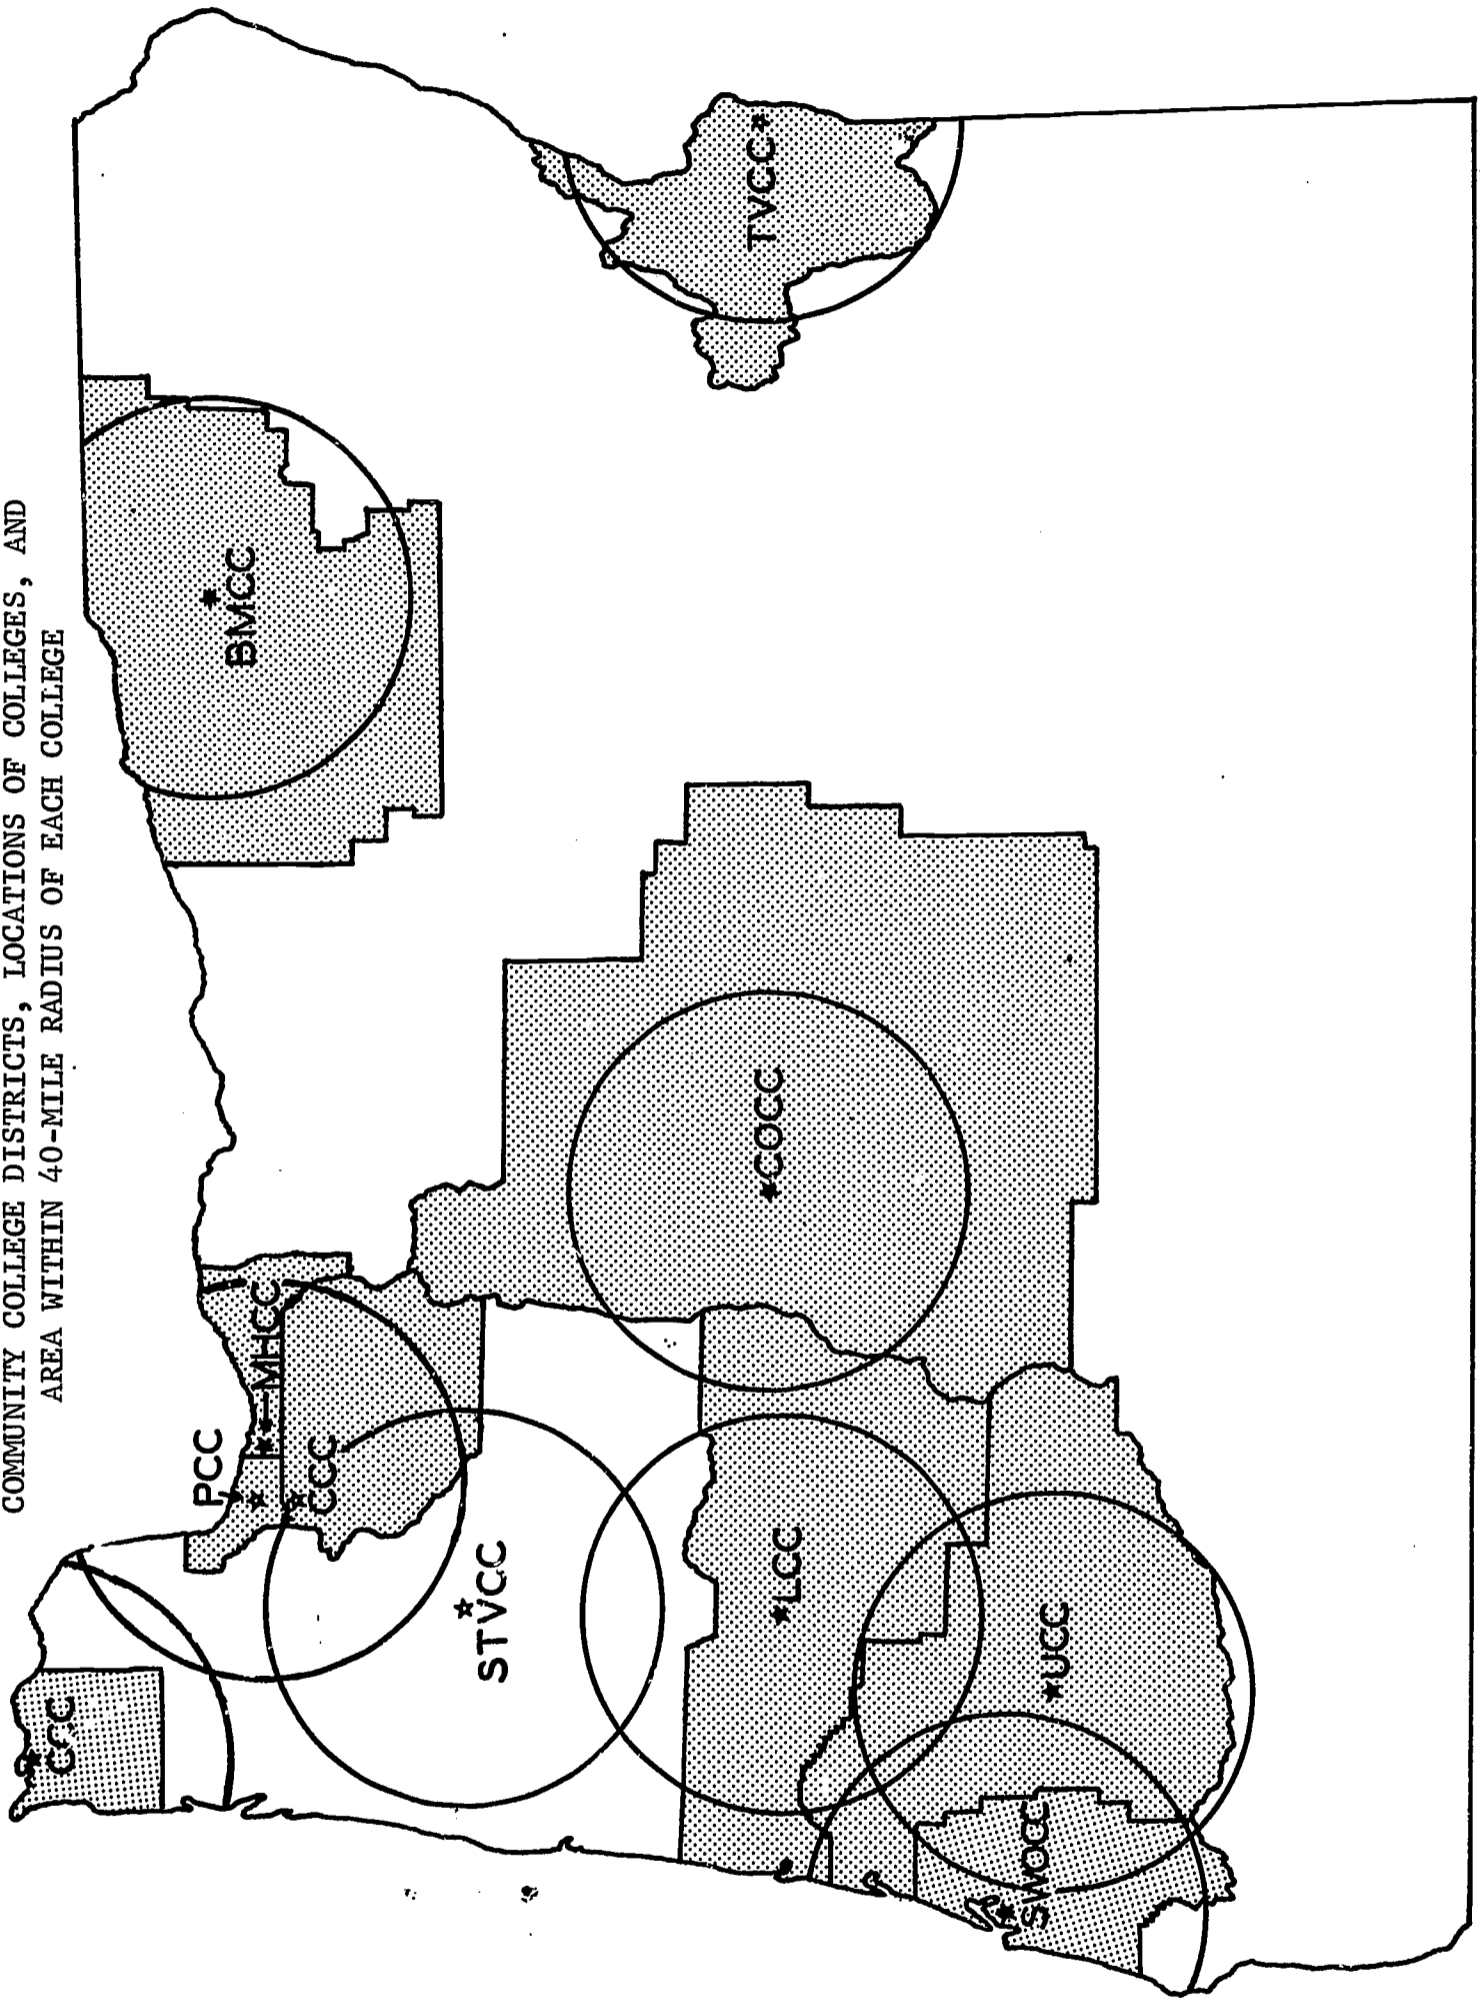 COMMUNITY COLLEGE DISTRICTS, LOCATIONS OF COLLEGES, AND
AREA WITHIN 40-MILE RADIUS OF EACH COLLEGE
CCC
PCC
MHCC
CCC
BMCC
STVCC
LCC
COCC
TVCC
UCC
SWOCC